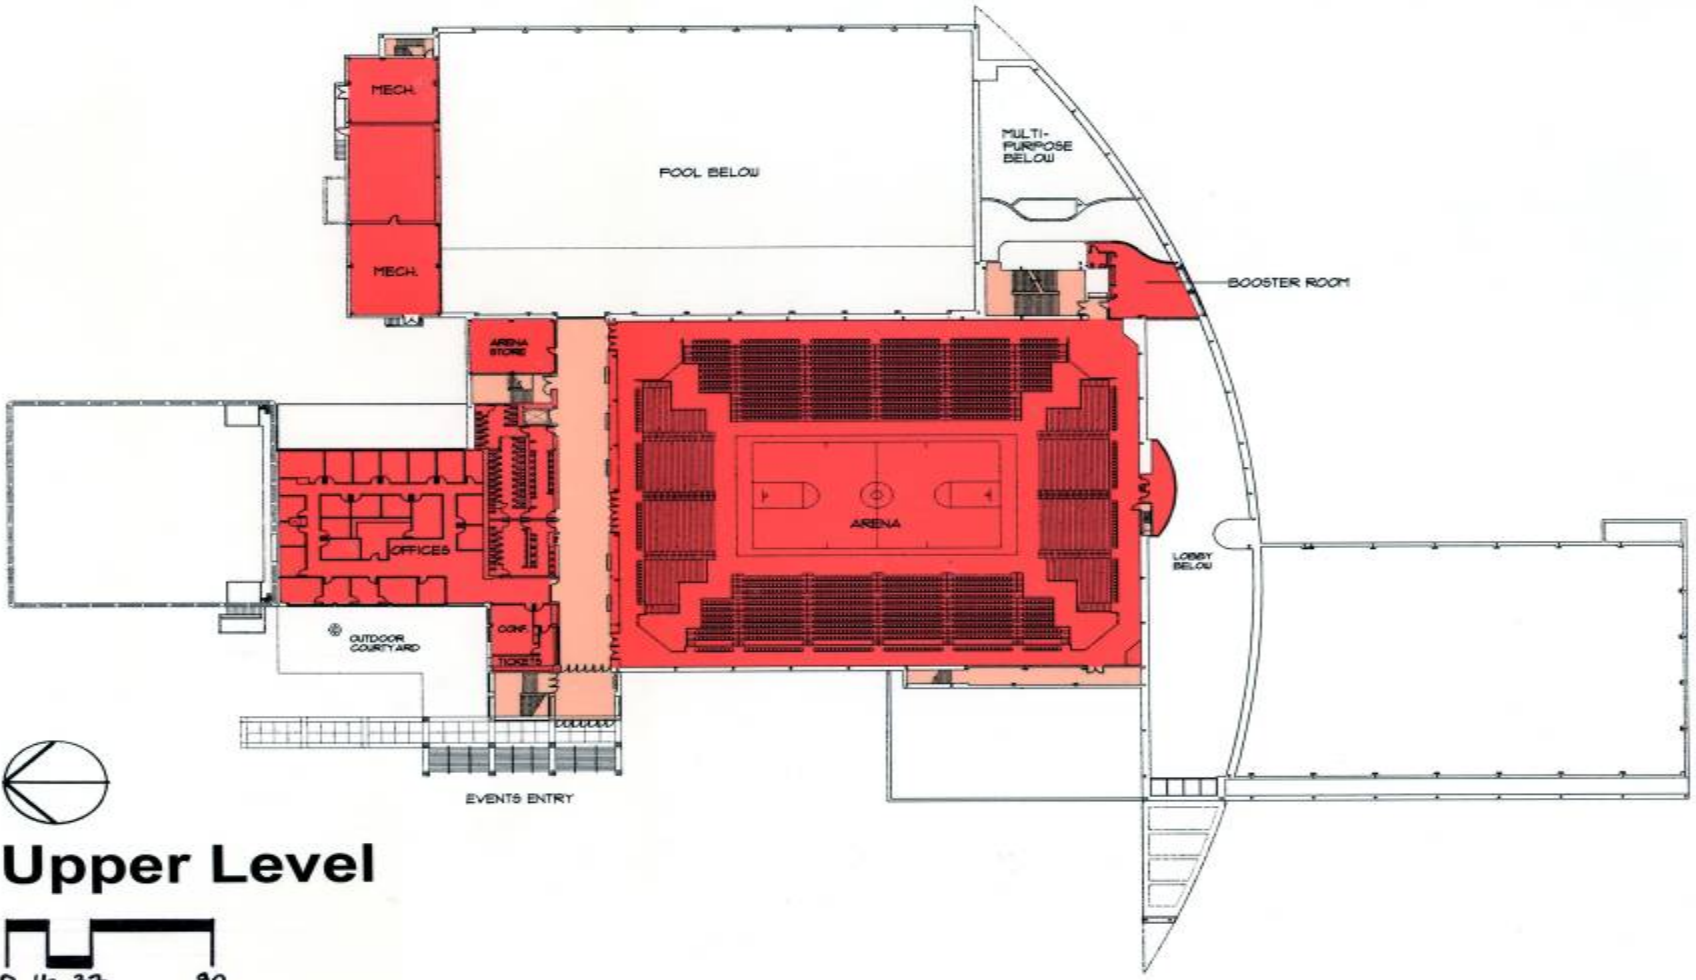 MECH.
POOL BELOW
MULTI-
PURPOSE
BELOW
MECH.
BOOSTER ROOM
ARENA
STORE
ARENA
OFFICES
LOBBY
BELOW
CONF.
OUTDOOR
COURTYARD
TICKETS
EVENTS ENTRY
Upper Level